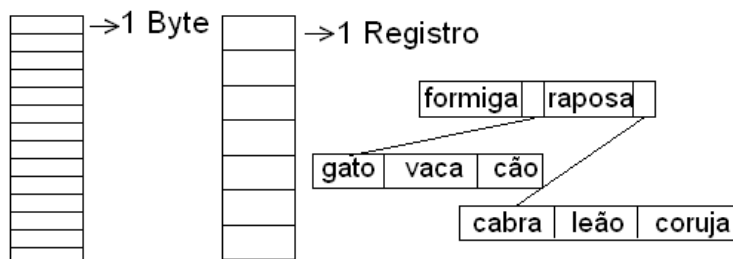 1 Byte
1 Registro
formiga raposa
gato vaca cão
cabra leão coruja